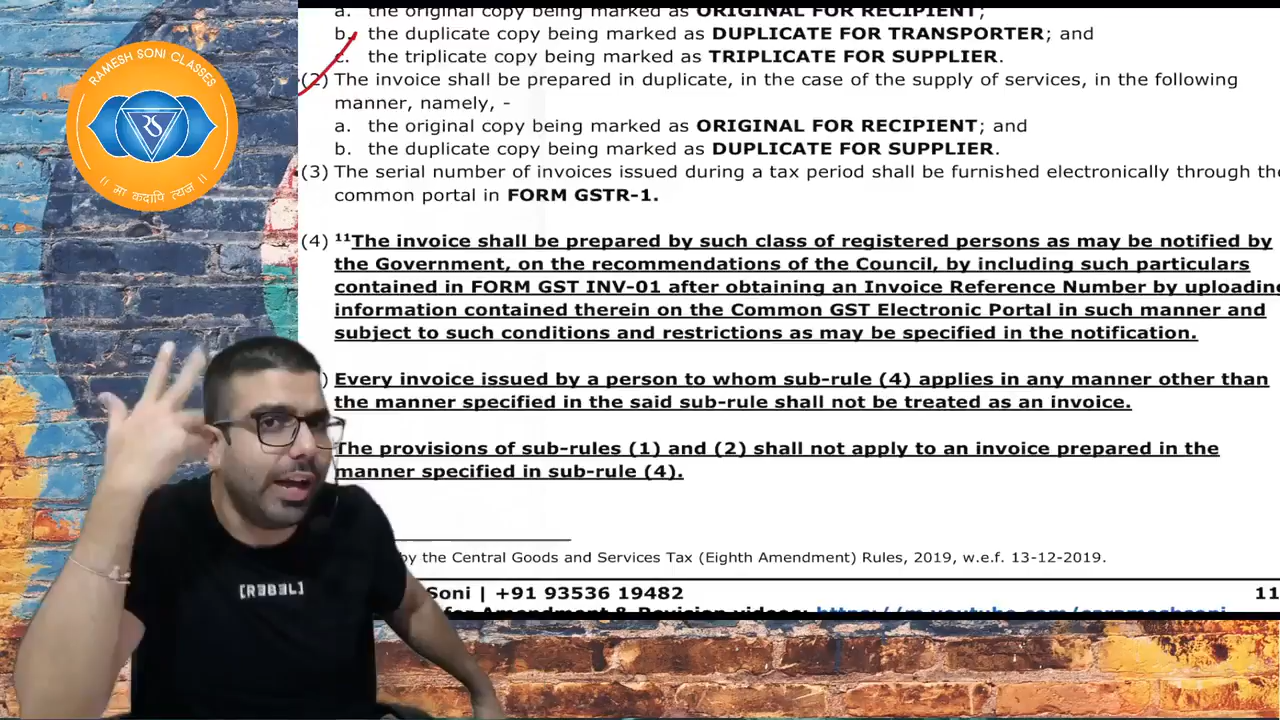 RAMESH SONI CLASSES
।। मा कदापि त्यज ।।
a. the original copy being marked as ORIGINAL FOR RECIPIENT;
b. the duplicate copy being marked as DUPLICATE FOR TRANSPORTER; and
c. the triplicate copy being marked as TRIPLICATE FOR SUPPLIER.
(2) The invoice shall be prepared in duplicate, in the case of the supply of services, in the following
manner, namely, -
a. the original copy being marked as ORIGINAL FOR RECIPIENT; and
b. the duplicate copy being marked as DUPLICATE FOR SUPPLIER.
(3) The serial number of invoices issued during a tax period shall be furnished electronically through the
common portal in FORM GSTR-1.
(4) 11The invoice shall be prepared by such class of registered persons as may be notified by
the Government, on the recommendations of the Council, by including such particulars
contained in FORM GST INV-01 after obtaining an Invoice Reference Number by uploading
information contained therein on the Common GST Electronic Portal in such manner and
subject to such conditions and restrictions as may be specified in the notification.
) Every invoice issued by a person to whom sub-rule (4) applies in any manner other than
the manner specified in the said sub-rule shall not be treated as an invoice.
The provisions of sub-rules (1) and (2) shall not apply to an invoice prepared in the
manner specified in sub-rule (4).
by the Central Goods and Services Tax (Eighth Amendment) Rules, 2019, w.e.f. 13-12-2019.
Soni | +91 93536 19482 11
for Amendment & Revision videos: https://m.youtube.com/carameshsoni
[REBEL]